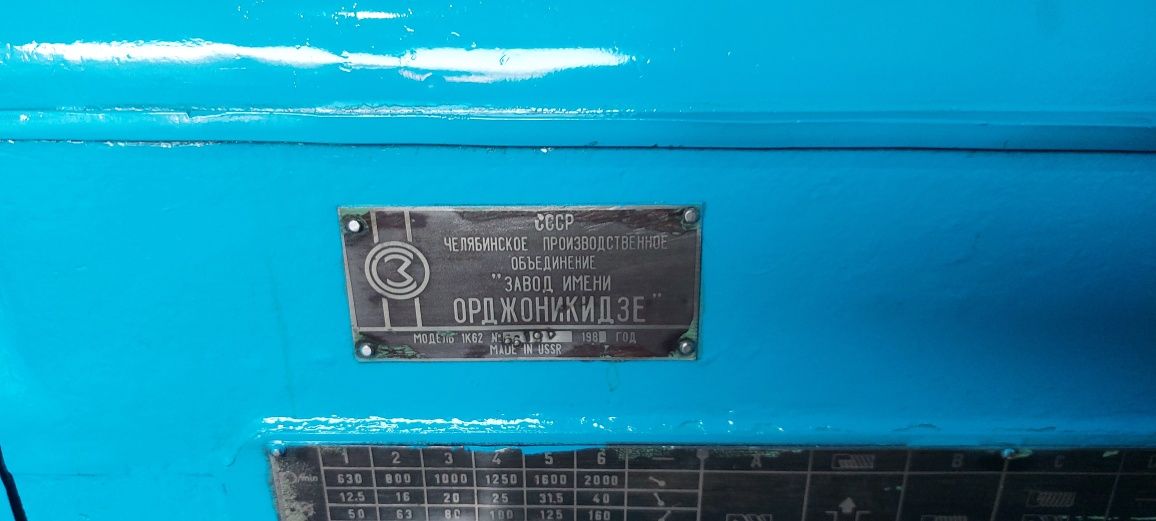 СССР
ЧЕЛЯБИНСКОЕ ПРОИЗВОДСТВЕННОЕ
ОБЪЕДИНЕНИЕ
"ЗАВОД ИМЕНИ
ОРДЖОНИКИДЗЕ"
МОДЕЛЬ 1К62 № ГОД
MADE IN USSR
1 2 3 4 5 6 A B C
/min 630 800 1000 1250 1600 2000
12.5 16 20 25 31.5 40
50 63 80 100 125 160